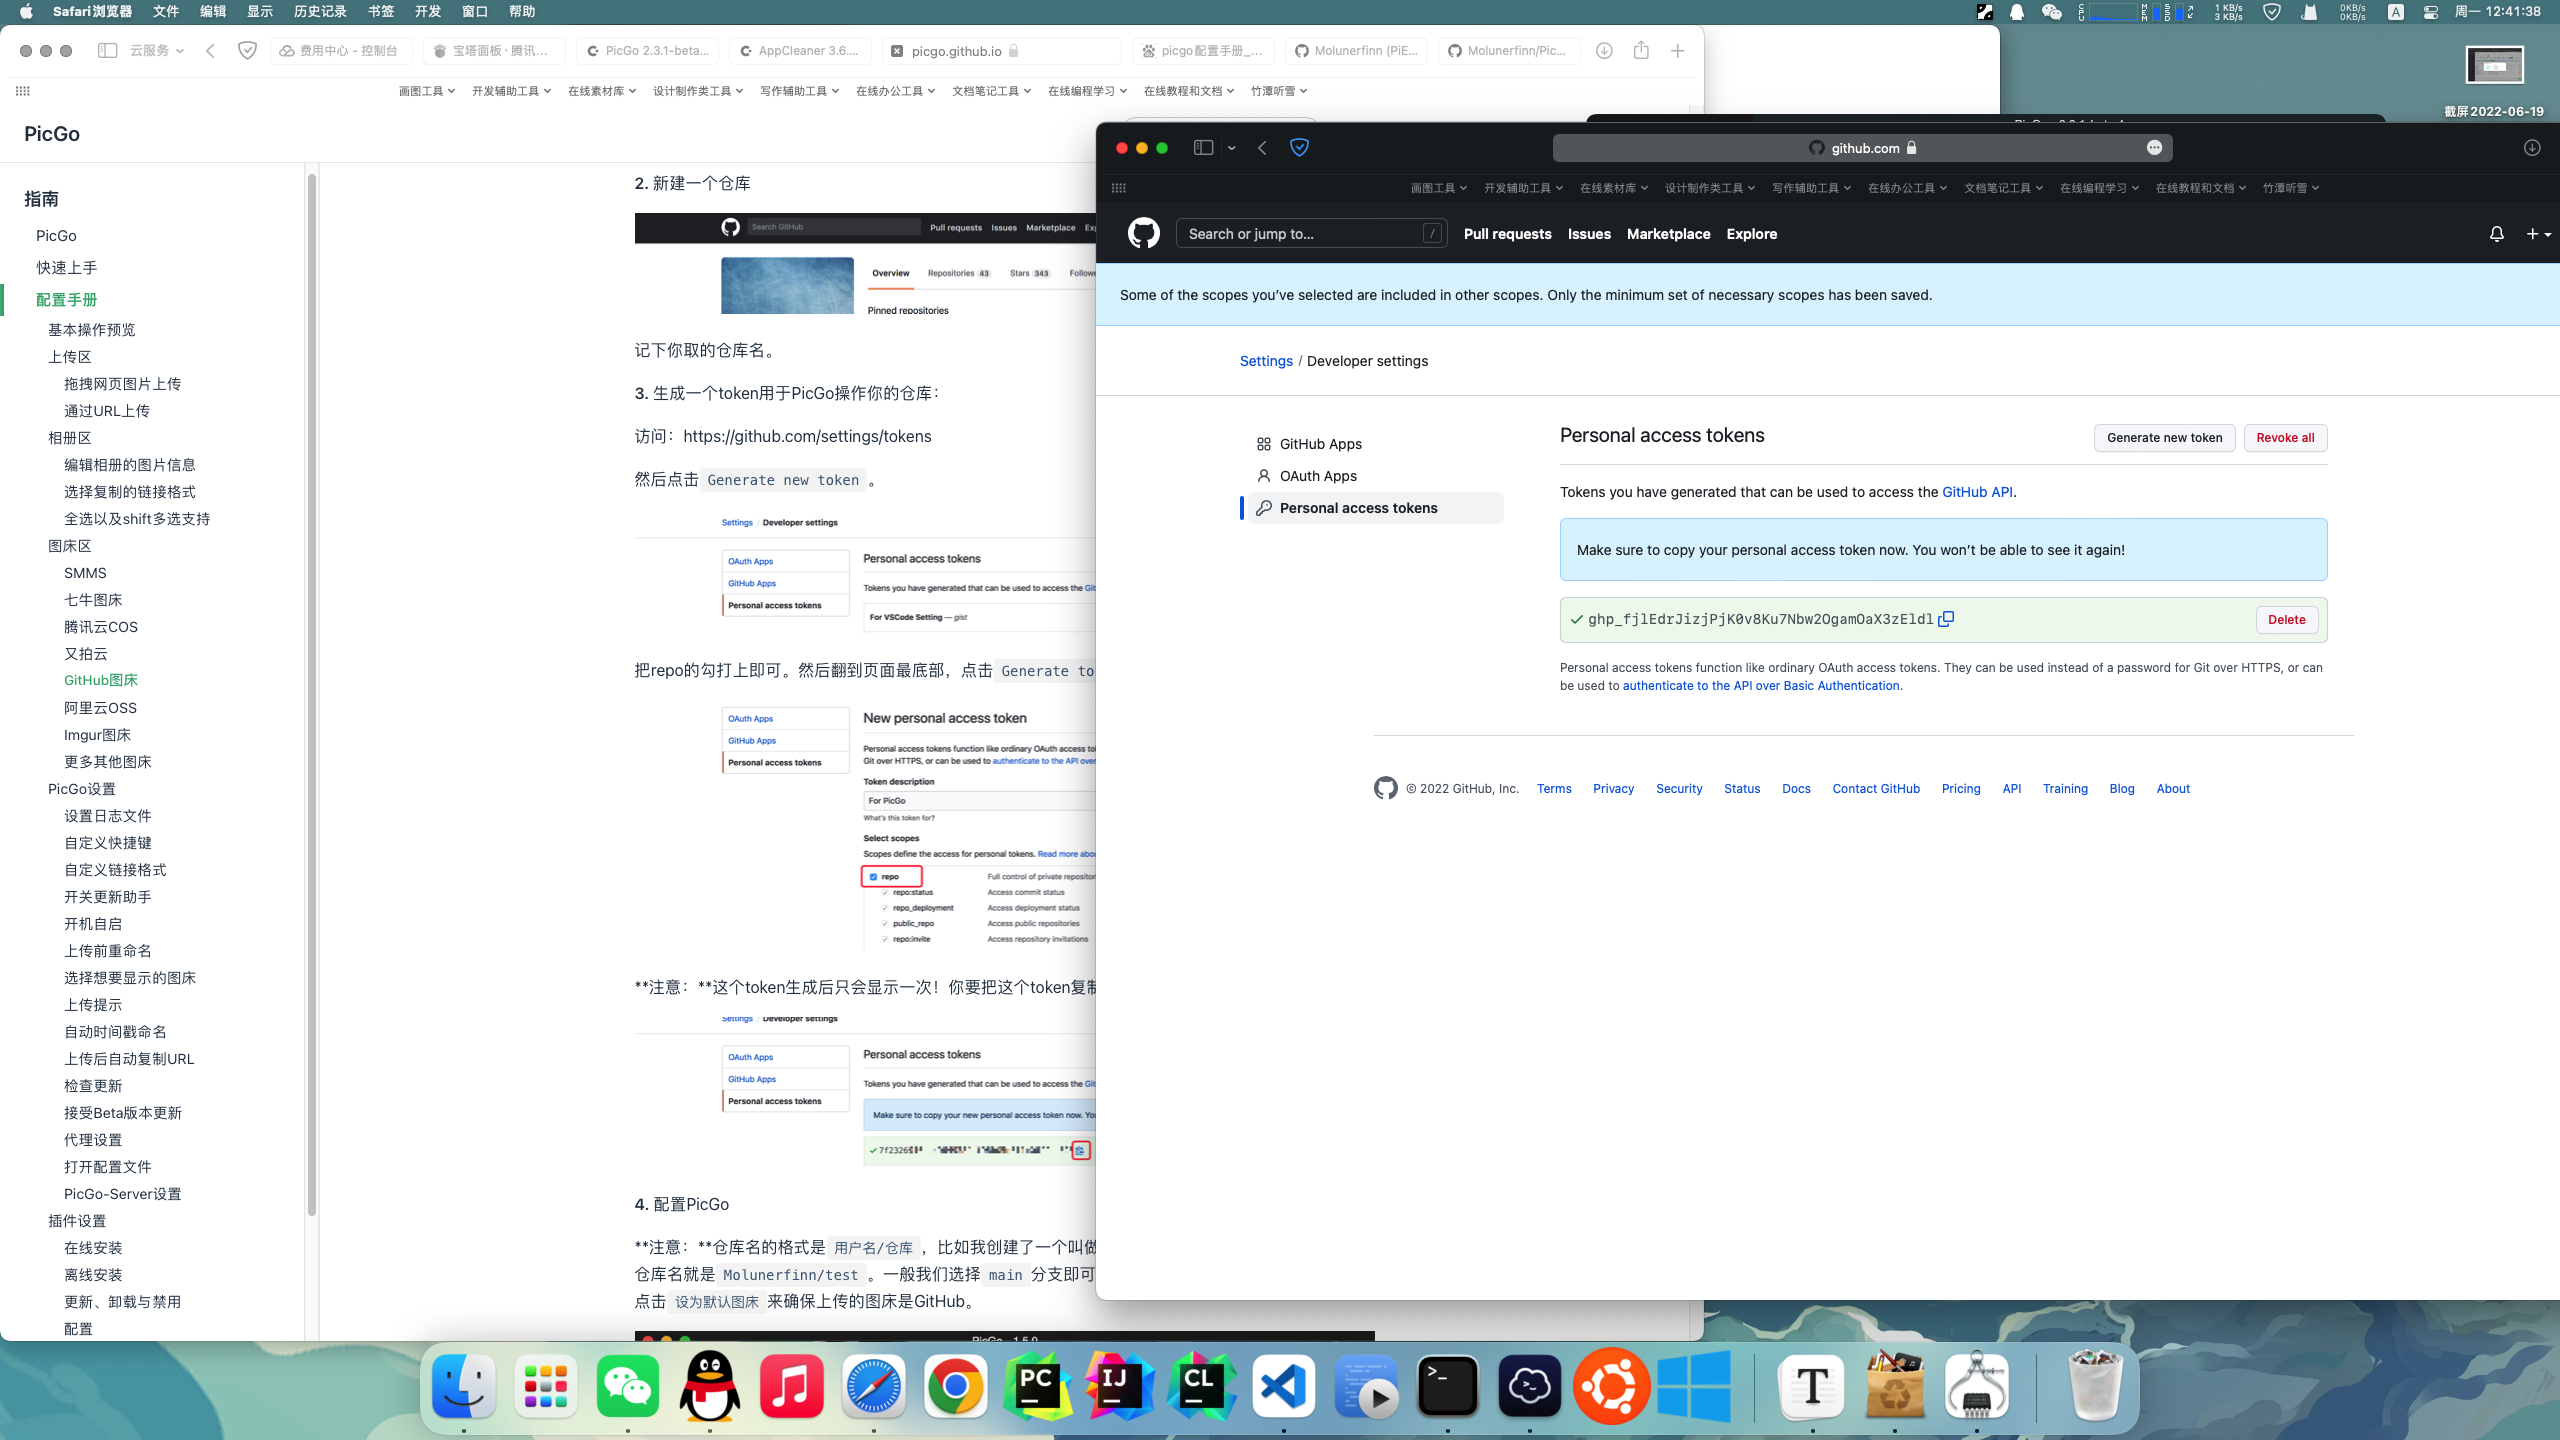 Safari浏览器 文件 编辑 显示 历史记录 书签 开发 窗口 帮助
1 KB/s 3 KB/s 0KB/s 0KB/s A 周一 12:41:38
云服务 费用中心 - 控制台 宝塔面板 · 腾讯... PicGo 2.3.1-beta... AppCleaner 3.6.... picgo.github.io picgo配置手册_... Molunerfinn (PiE... Molunerfinn/Pic...
画图工具 开发辅助工具 在线素材库 设计制作类工具 写作辅助工具 在线办公工具 文档笔记工具 在线编程学习 在线教程和文档 竹潭听雪
截屏2022-06-19
PicGo
指南
PicGo
快速上手
配置手册
基本操作预览
上传区
拖拽网页图片上传
通过URL上传
相册区
编辑相册的图片信息
选择复制的链接格式
全选以及shift多选支持
图床区
SMMS
七牛图床
腾讯云COS
又拍云
GitHub图床
阿里云OSS
Imgur图床
更多其他图床
PicGo设置
设置日志文件
自定义快捷键
自定义链接格式
开关更新助手
开机自启
上传前重命名
选择想要显示的图床
上传提示
自动时间戳命名
上传后自动复制URL
检查更新
接受Beta版本更新
代理设置
打开配置文件
PicGo-Server设置
插件设置
在线安装
离线安装
更新、卸载与禁用
配置
2. 新建一个仓库
Search GitHub Pull requests Issues Marketplace
Overview Repositories 43 Stars 343
Pinned repositories
记下你取的仓库名。
3. 生成一个token用于PicGo操作你的仓库：
访问：https://github.com/settings/tokens
然后点击 Generate new token 。
Settings Developer settings
OAuth Apps
GitHub Apps
Personal access tokens
Personal access tokens
Tokens you have generated that can be used to access the
For VSCode Setting — gist
把repo的勾打上即可。然后翻到页面最底部，点击 Generate to
OAuth Apps
GitHub Apps
Personal access tokens
New personal access token
Personal access tokens function like ordinary OAuth access
Git over HTTPS, or can be used to authenticate to the API over
Token description
For PicGo
What's this token for?
Select scopes
Scopes define the access for personal tokens. Read more
repo Full control of private
repo:status Access commit status
repo_deployment Access deployment status
public_repo Access public repositories
repo:invite Access repository invitations
**注意：**这个token生成后只会显示一次！你要把这个token复制
Settings Developer settings
OAuth Apps
GitHub Apps
Personal access tokens
Personal access tokens
Tokens you have generated that can be used to access the
Make sure to copy your new personal access token now.
4. 配置PicGo
**注意：**仓库名的格式是 用户名/仓库 ，比如我创建了一个叫做
仓库名就是 Molunerfinn/test 。一般我们选择 main 分支即可
点击 设为默认图床 来确保上传的图床是GitHub。
github.com
画图工具 开发辅助工具 在线素材库 设计制作类工具 写作辅助工具 在线办公工具 文档笔记工具 在线编程学习 在线教程和文档 竹潭听雪
Search or jump to... / Pull requests Issues Marketplace Explore
Some of the scopes you’ve selected are included in other scopes. Only the minimum set of necessary scopes has been saved.
Settings / Developer settings
GitHub Apps
OAuth Apps
Personal access tokens
Personal access tokens Generate new token Revoke all
Tokens you have generated that can be used to access the GitHub API.
Make sure to copy your personal access token now. You won’t be able to see it again!
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 Delete
Personal access tokens function like ordinary OAuth access tokens. They can be used instead of a password for Git over HTTPS, or can
be used to authenticate to the API over Basic Authentication.
© 2022 GitHub, Inc. Terms Privacy Security Status Docs Contact GitHub Pricing API Training Blog About
PC IJ CL T